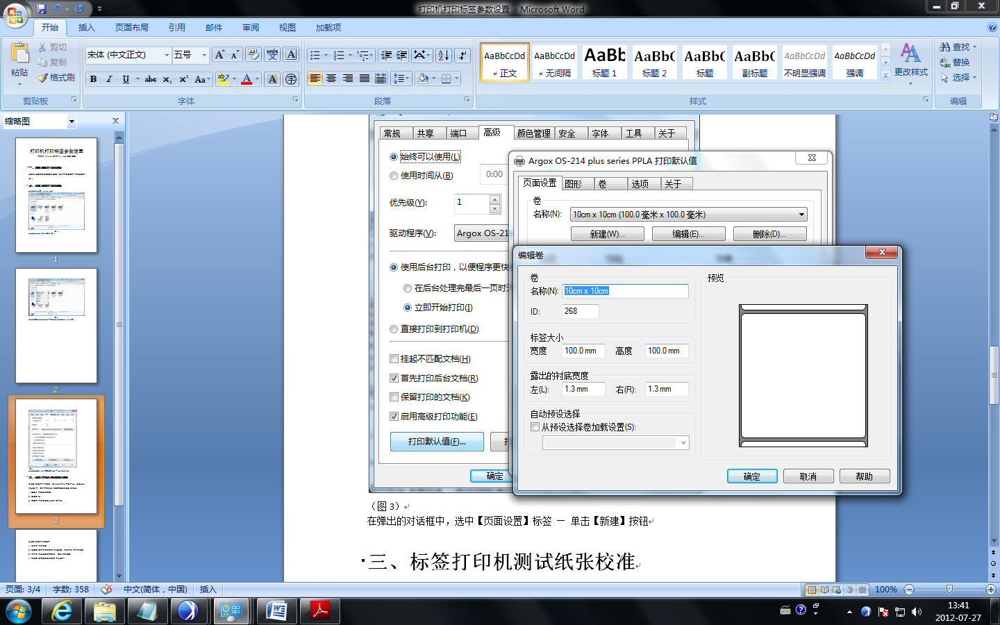 打印机打印标签参数设置 - Microsoft Word
开始 插入 页面布局 引用 邮件 审阅 视图 加载项
粘贴 剪切 复制 格式刷
宋体 (中文正文) 五号
AaBbCcDd AaBbCcDd AaBb AaBbC AaBbC AaBbC AaBbCcDd AaBbCcDd
正文 无间隔 标题 1 标题 2 标题 副标题 不明显强调 强调
更改样式
查找 替换 选择
剪贴板 字体 段落 样式 编辑
缩略图
打印机打印标签参数设置
1
2
3
常规 共享 端口 高级 颜色管理 安全 字体 工具 关于
始终可以使用(L)
使用时间从(B) 0:00
优先级(Y): 1
驱动程序(V): Argox OS-21
使用后台打印，以便程序更快
在后台处理完最后一页时
立即开始打印(I)
直接打印到打印机(D)
挂起不匹配文档(H)
首先打印后台文档(R)
保留打印的文档(K)
启用高级打印功能(E)
打印默认值(F)...
确定
Argox OS-214 plus series PPLA 打印默认值
页面设置 图形 卷 选项 关于
卷
名称(N): 10cm x 10cm (100.0 毫米 x 100.0 毫米)
新建(W)... 编辑(E)... 删除(D)...
编辑卷
卷
名称(N): 10cm x 10cm
ID: 268
标签大小
宽度 100.0 mm 高度 100.0 mm
露出的衬底宽度
左(L): 1.3 mm 右(R): 1.3 mm
自动预设选择
从预设选择卷加载设置(S):
预览
确定 取消 帮助
（图 3）
在弹出的对话框中，选中【页面设置】标签 — 单击【新建】按钮
三、标签打印机测试纸张校准
页面: 3/4 字数: 358 中文(简体，中国) 插入 100%
13:41
2012-07-27